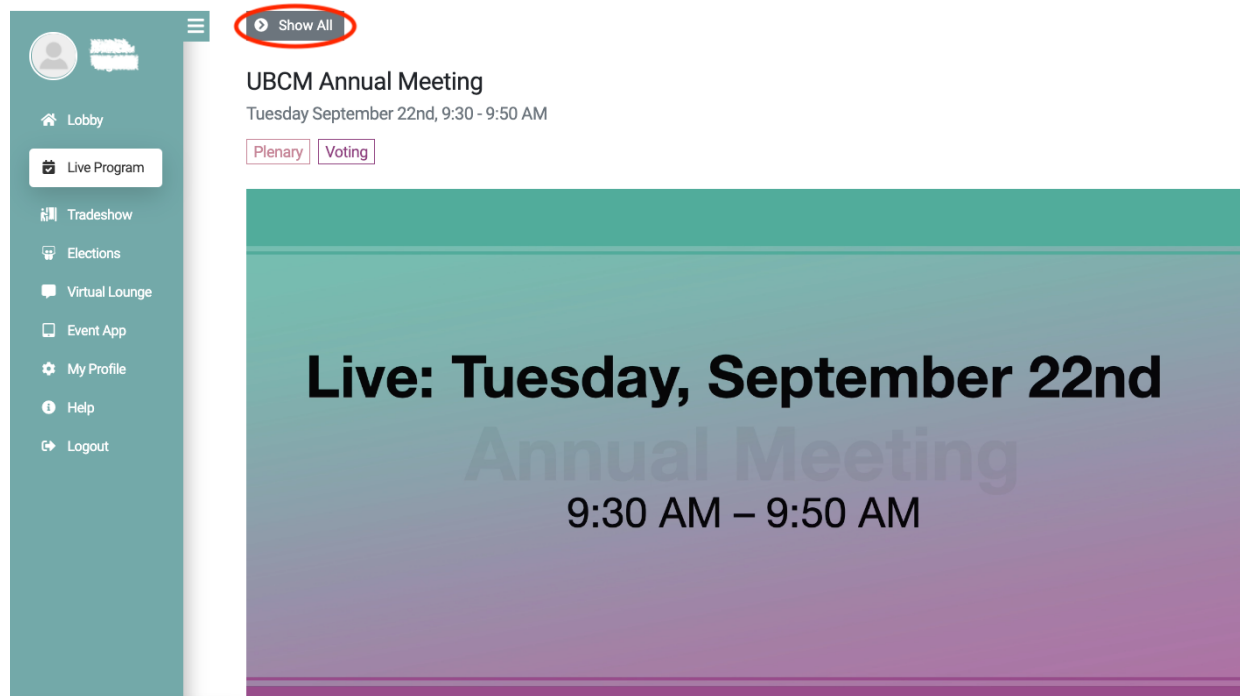 Show All
UBCM Annual Meeting
Tuesday September 22nd, 9:30 - 9:50 AM
Plenary Voting
Lobby
Live Program
Tradeshow
Elections
Virtual Lounge
Event App
My Profile
Help
Logout
Live: Tuesday, September 22nd
Annual Meeting
9:30 AM – 9:50 AM